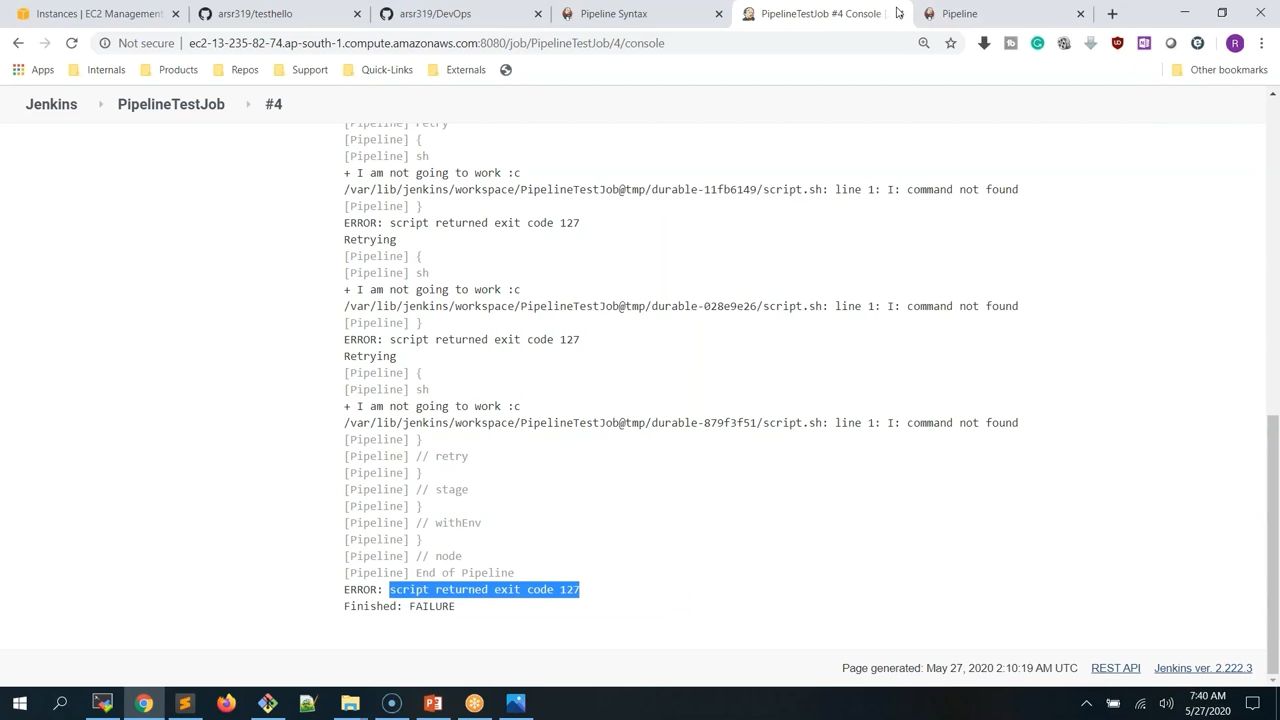 Instances | EC2 Management
arsr319/testhello
arsr319/DevOps
Pipeline Syntax
PipelineTestJob #4 Console [
Pipeline
Not secure | ec2-13-235-82-74.ap-south-1.compute.amazonaws.com:8080/job/PipelineTestJob/4/console
R
Apps
Internals
Products
Repos
Support
Quick-Links
Externals
Other bookmarks
Jenkins
PipelineTestJob
#4
[Pipeline] retry
[Pipeline] {
[Pipeline] sh
+ I am not going to work :c
/var/lib/jenkins/workspace/PipelineTestJob@tmp/durable-11fb6149/script.sh: line 1: I: command not found
[Pipeline] }
ERROR: script returned exit code 127
Retrying
[Pipeline] {
[Pipeline] sh
+ I am not going to work :c
/var/lib/jenkins/workspace/PipelineTestJob@tmp/durable-028e9e26/script.sh: line 1: I: command not found
[Pipeline] }
ERROR: script returned exit code 127
Retrying
[Pipeline] {
[Pipeline] sh
+ I am not going to work :c
/var/lib/jenkins/workspace/PipelineTestJob@tmp/durable-879f3f51/script.sh: line 1: I: command not found
[Pipeline] }
[Pipeline] // retry
[Pipeline] }
[Pipeline] // stage
[Pipeline] }
[Pipeline] // withEnv
[Pipeline] }
[Pipeline] // node
[Pipeline] End of Pipeline
ERROR: script returned exit code 127
Finished: FAILURE
Page generated: May 27, 2020 2:10:19 AM UTC
REST API
Jenkins ver. 2.222.3
7:40 AM
5/27/2020